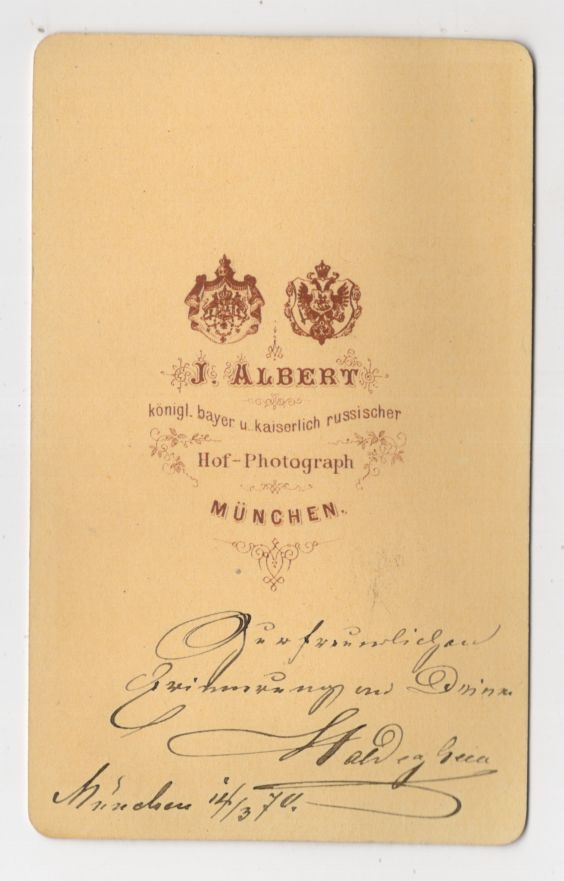 J. ALBERT
königl. bayer u. kaiserlich russischer
Hof-Photograph
MÜNCHEN.
Zur freundlichen
Erinnerung an Deine
München 14/3 70.